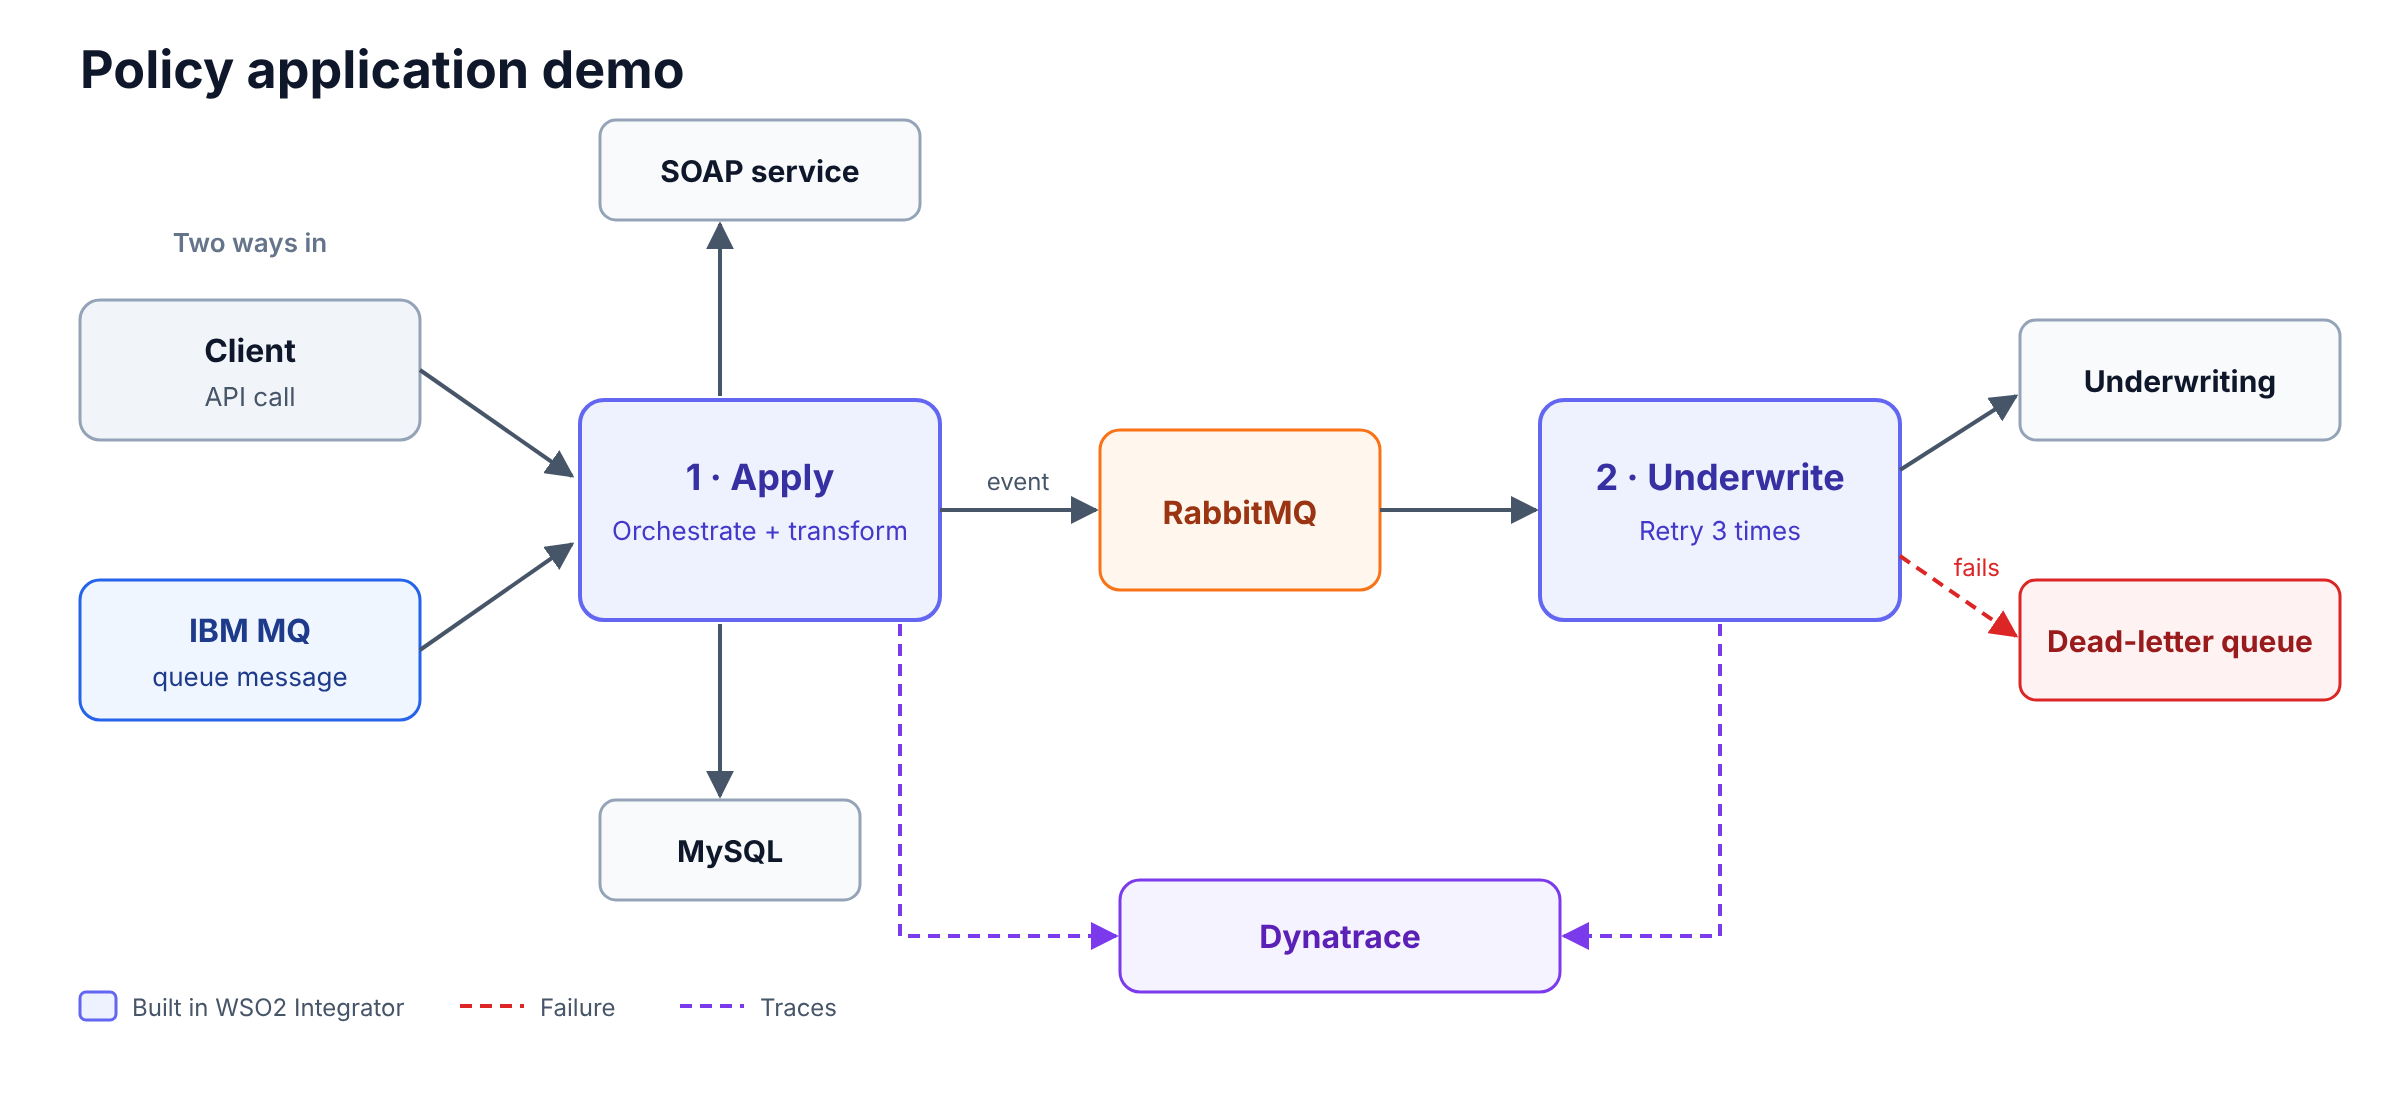 Policy application demo
SOAP service
Two ways in
Client
API call
1 · Apply
Orchestrate + transform
event
RabbitMQ
2 · Underwrite
Retry 3 times
Underwriting
fails
Dead-letter queue
IBM MQ
queue message
MySQL
Dynatrace
Built in WSO2 Integrator
Failure
Traces